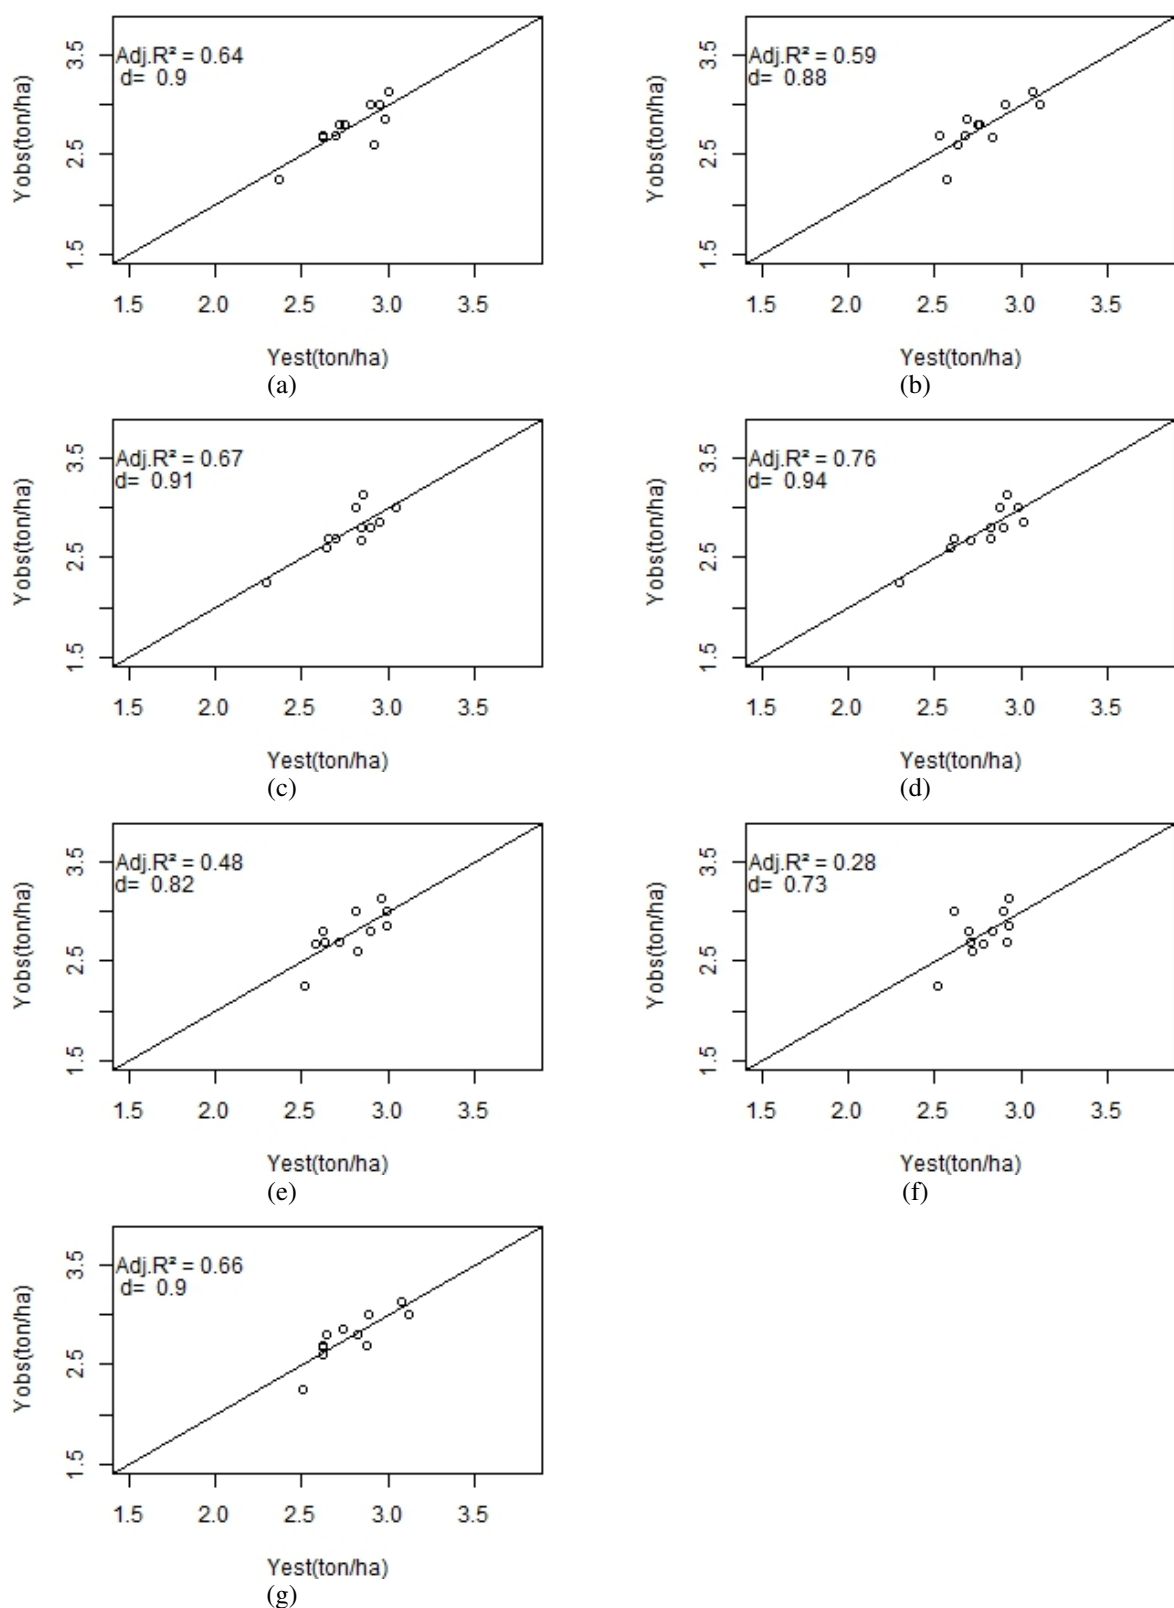 Adj.R² = 0.64
d= 0.9
Yobs(ton/ha)
3.5
2.5
1.5
1.5 2.0 2.5 3.0 3.5
Yest(ton/ha)
(a)
Adj.R² = 0.59
d= 0.88
Yobs(ton/ha)
3.5
2.5
1.5
1.5 2.0 2.5 3.0 3.5
Yest(ton/ha)
(b)
Adj.R² = 0.67
d= 0.91
Yobs(ton/ha)
3.5
2.5
1.5
1.5 2.0 2.5 3.0 3.5
Yest(ton/ha)
(c)
Adj.R² = 0.76
d= 0.94
Yobs(ton/ha)
3.5
2.5
1.5
1.5 2.0 2.5 3.0 3.5
Yest(ton/ha)
(d)
Adj.R² = 0.48
d= 0.82
Yobs(ton/ha)
3.5
2.5
1.5
1.5 2.0 2.5 3.0 3.5
Yest(ton/ha)
(e)
Adj.R² = 0.28
d= 0.73
Yobs(ton/ha)
3.5
2.5
1.5
1.5 2.0 2.5 3.0 3.5
Yest(ton/ha)
(f)
Adj.R² = 0.66
d= 0.9
Yobs(ton/ha)
3.5
2.5
1.5
1.5 2.0 2.5 3.0 3.5
Yest(ton/ha)
(g)